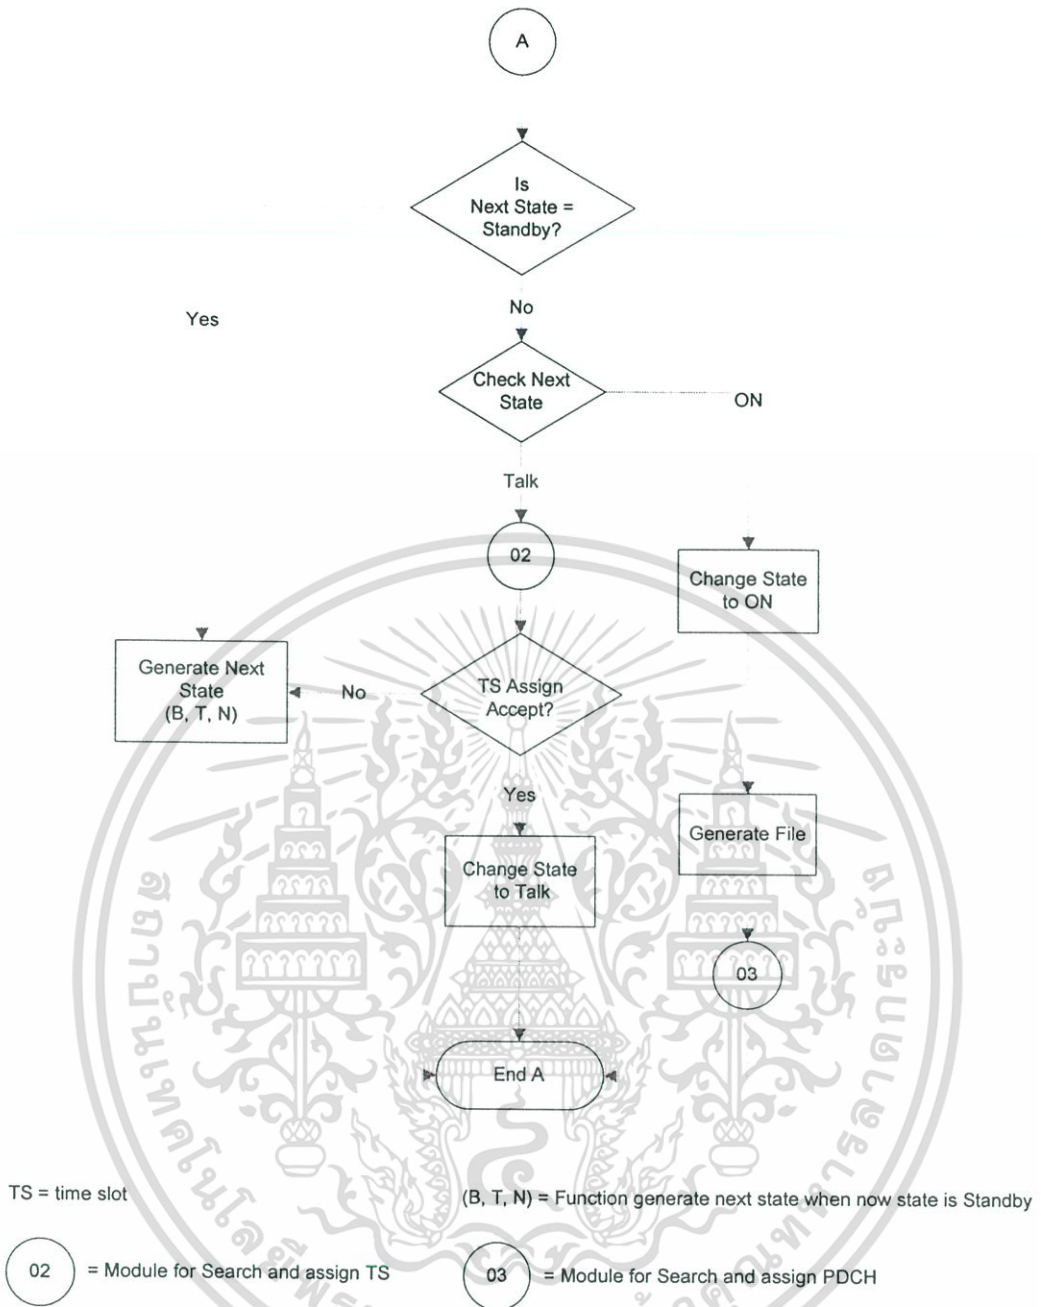 A
Is
Next State =
Standby?
Yes
No
Check Next
State
ON
Talk
02
Change State
to ON
Generate Next
State
(B, T, N)
No
TS Assign
Accept?
Yes
Generate File
Change State
to Talk
03
End A
TS = time slot
(B, T, N) = Function generate next state when now state is Standby
02 = Module for Search and assign TS
03 = Module for Search and assign PDCH